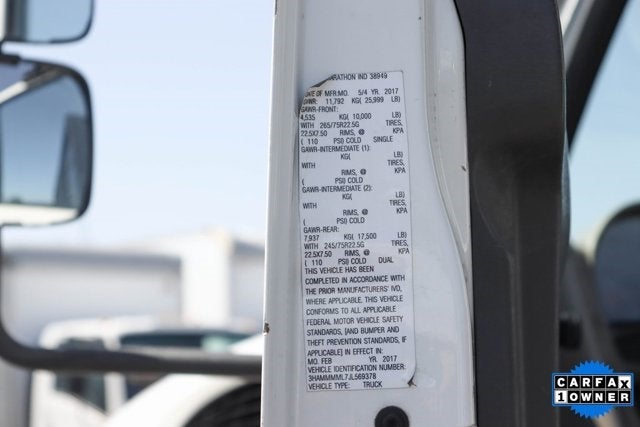 MARATHON IND 38949
DATE OF MFR:MO. 5/4 YR. 2017
GVWR: 11,792 KG( 25,999 LB)
GAWR-FRONT:
4,535 KG( 10,000 LB)
WITH 265/75R22.5G TIRES,
22.5X7.50 RIMS, @ KPA
( 110 PSI) COLD SINGLE
GAWR-INTERMEDIATE (1):
KG( LB)
WITH TIRES,
RIMS, @ KPA
( PSI) COLD
GAWR-INTERMEDIATE (2):
KG( LB)
WITH TIRES,
RIMS, @ KPA
( PSI) COLD
GAWR-REAR:
7,937 KG( 17,500 LB)
WITH 245/75R22.5G TIRES,
22.5X7.50 RIMS, @ KPA
( 110 PSI) COLD DUAL
THIS VEHICLE HAS BEEN
COMPLETED IN ACCORDANCE WITH
THE PRIOR MANUFACTURERS' IVD,
WHERE APPLICABLE. THIS VEHICLE
CONFORMS TO ALL APPLICABLE
FEDERAL MOTOR VEHICLE SAFETY
STANDARDS, [AND BUMPER AND
THEFT PREVENTION STANDARDS, IF
APPLICABLE] IN EFFECT IN:
MO. FEB YR. 2017
VEHICLE IDENTIFICATION NUMBER:
3HAMMMML7JL569378
VEHICLE TYPE: TRUCK
CARFAX
1 OWNER